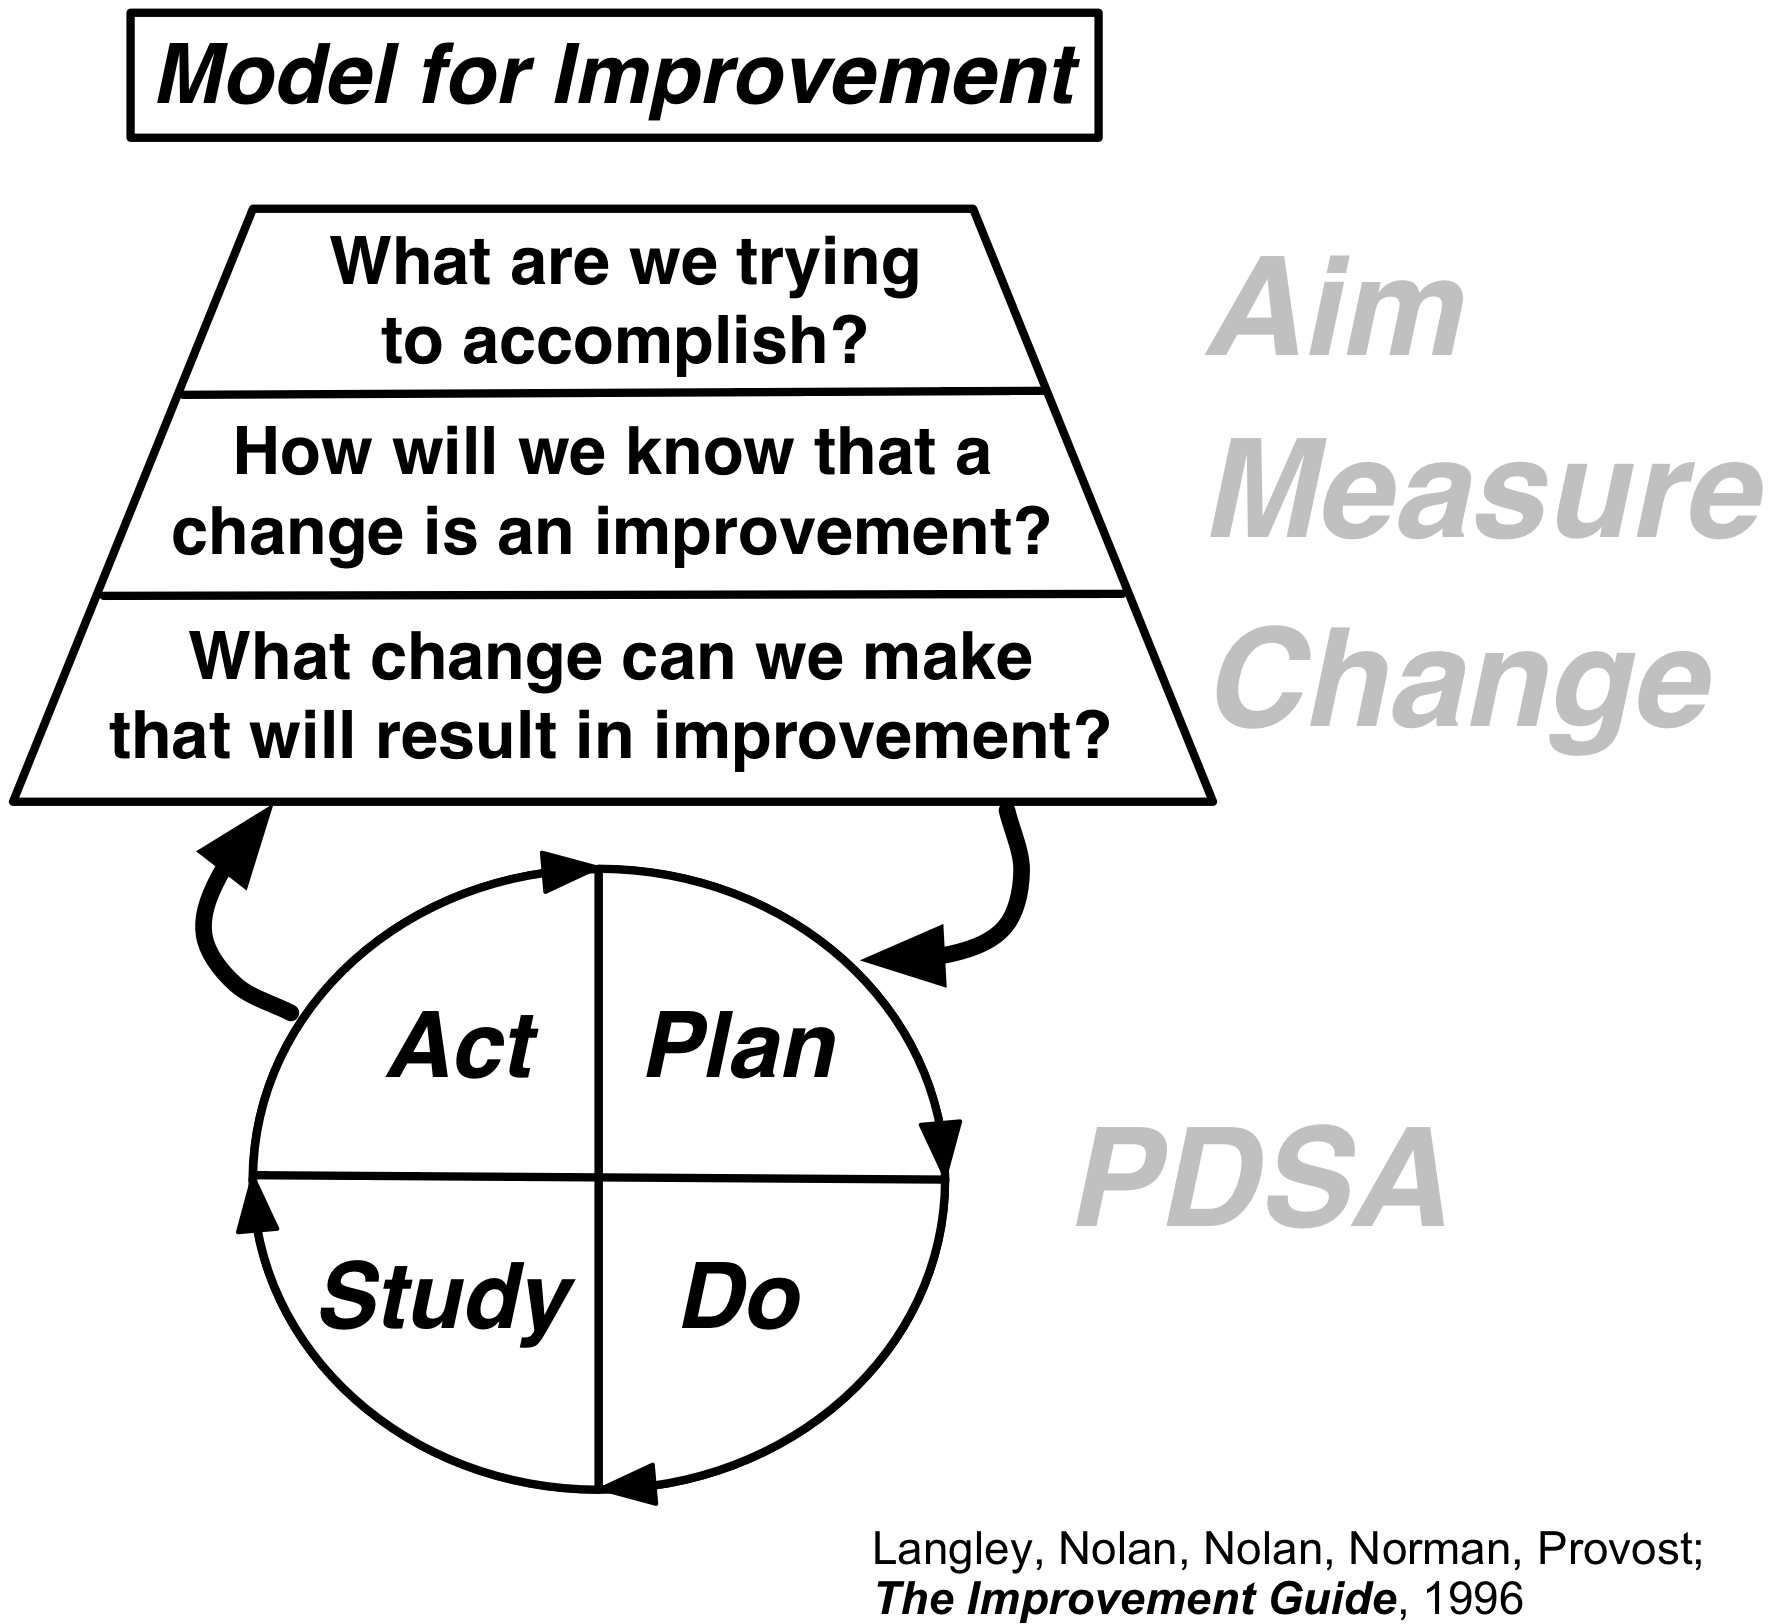 Model for Improvement
What are we trying
to accomplish?
Aim
How will we know that a
change is an improvement?
Measure
What change can we make
that will result in improvement?
Change
Act
Plan
PDSA
Study
Do
Langley, Nolan, Nolan, Norman, Provost;
The Improvement Guide, 1996